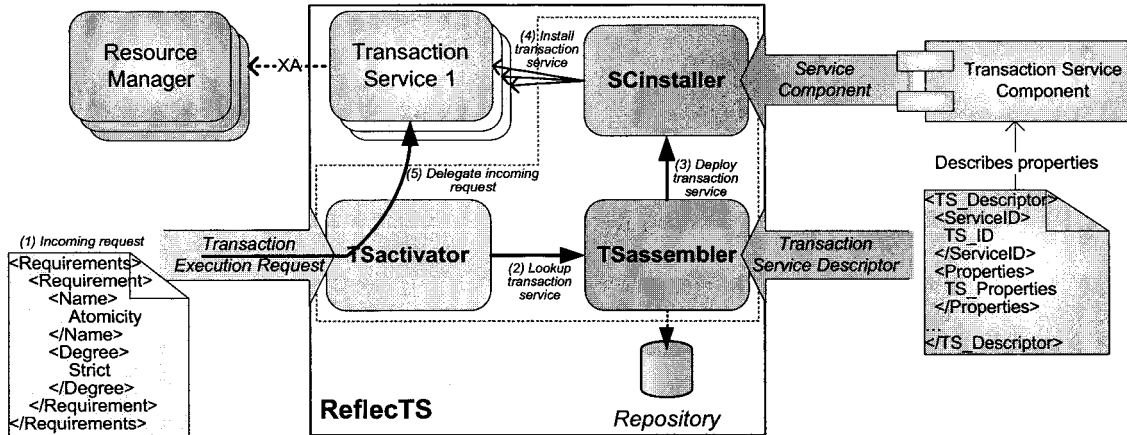 Resource
Manager
XA
Transaction
Service 1
(4) Install
transaction
service
SCinstaller
Service
Component
Transaction Service
Component
Describes properties
(5) Delegate incoming
request
(3) Deploy
transaction
service
(1) Incoming request
<Requirements>
<Requirement>
<Name>
Atomicity
</Name>
<Degree>
Strict
</Degree>
</Requirement>
</Requirements>
Transaction
Execution Request
TSactivator
(2) Lookup
transaction
service
TSassembler
Transaction
Service Descriptor
<TS_Descriptor>
<ServiceID>
TS_ID
</ServiceID>
<Properties>
TS_Properties
</Properties>
...
</TS_Descriptor>
ReflecTS
Repository